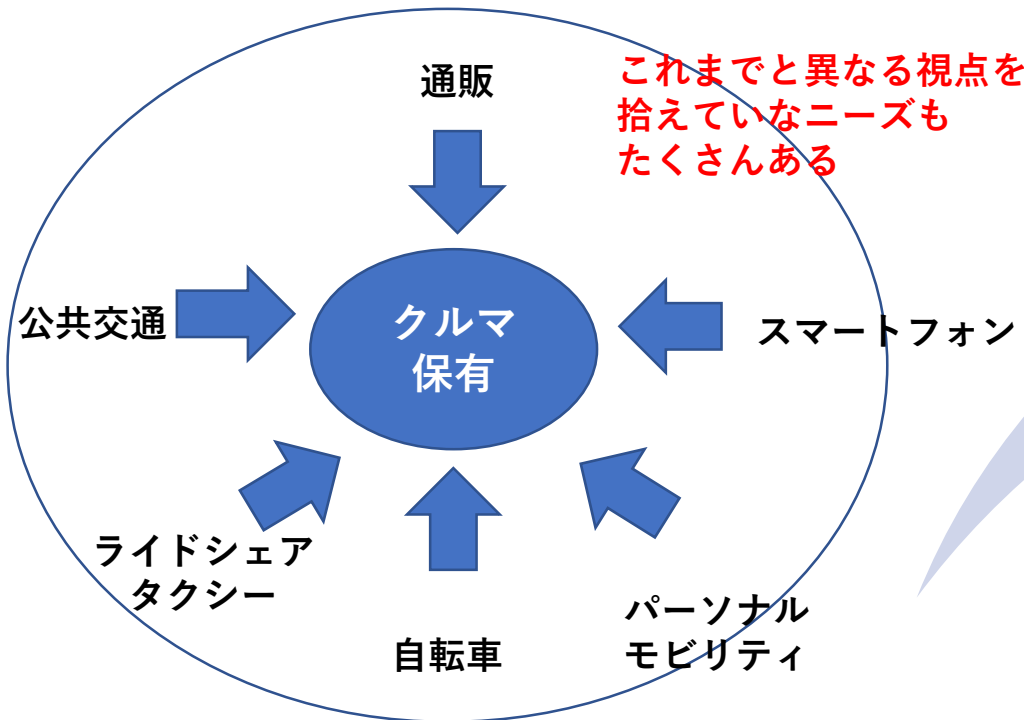 通販
これまでと異なる視点を
拾えていなニーズも
たくさんある
公共交通
クルマ
保有
スマートフォン
ライドシェア
タクシー
自転車
パーソナル
モビリティ